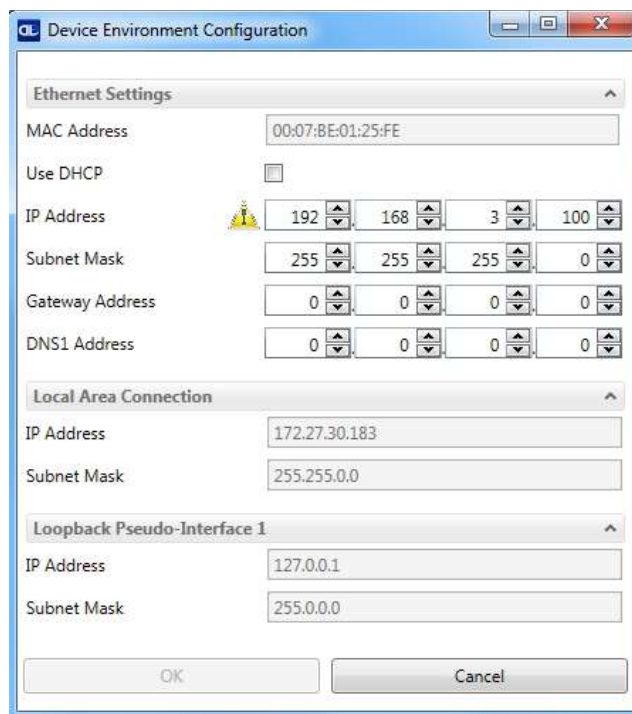 DL Device Environment Configuration
Ethernet Settings
MAC Address 00:07:BE:01:25:FE
Use DHCP
IP Address 192 . 168 . 3 . 100
Subnet Mask 255 . 255 . 255 . 0
Gateway Address 0 . 0 . 0 . 0
DNS1 Address 0 . 0 . 0 . 0
Local Area Connection
IP Address 172.27.30.183
Subnet Mask 255.255.0.0
Loopback Pseudo-Interface 1
IP Address 127.0.0.1
Subnet Mask 255.0.0.0
OK Cancel